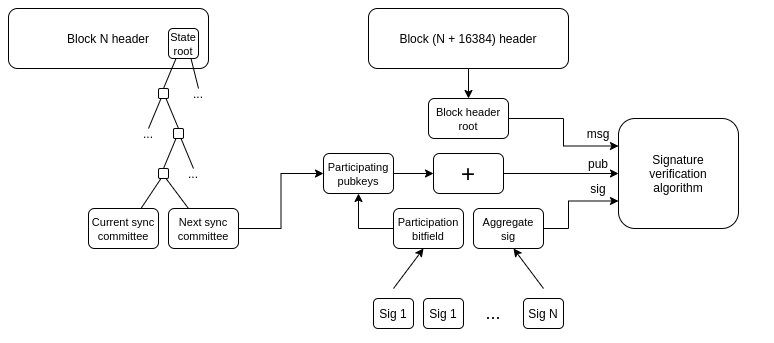 Block N header
State
root
Block (N + 16384) header
...
Block header
root
msg
...
...
Participating
pubkeys
+
pub
Signature
verification
algorithm
sig
Current sync
committee
Next sync
committee
Participation
bitfield
Aggregate
sig
Sig 1
Sig 1
...
Sig N